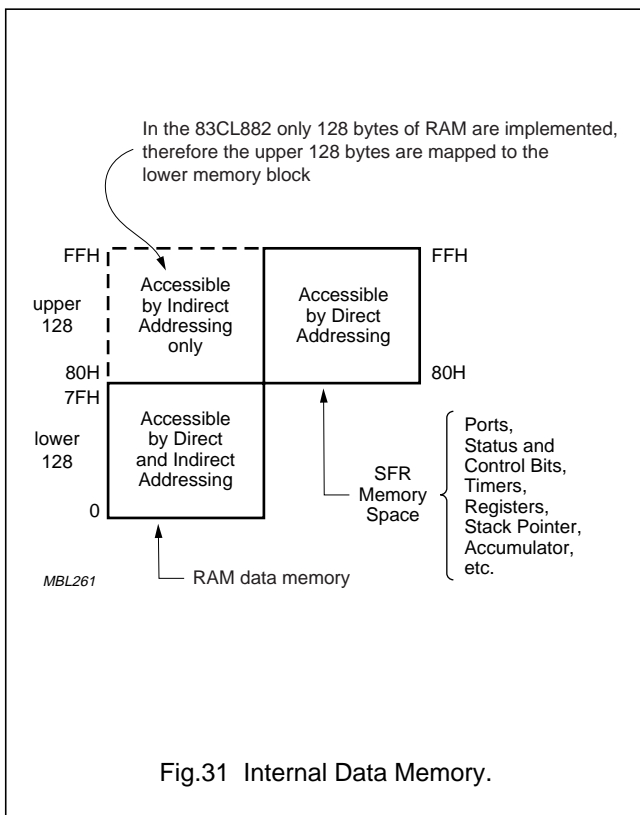 In the 83CL882 only 128 bytes of RAM are implemented,
therefore the upper 128 bytes are mapped to the
lower memory block
FFH
upper
128
80H
7FH
lower
128
0
Accessible
by Indirect
Addressing
only
Accessible
by Direct
Addressing
FFH
80H
Accessible
by Direct
and Indirect
Addressing
SFR
Memory
Space
Ports,
Status and
Control Bits,
Timers,
Registers,
Stack Pointer,
Accumulator,
etc.
MBL261
RAM data memory
Fig.31 Internal Data Memory.